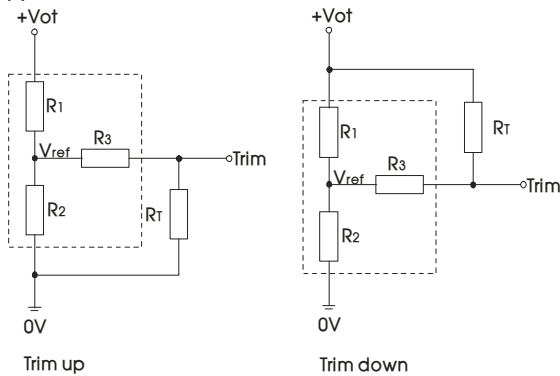 +Vot
R1
R3
Vref
Trim
R2
RT
0V
Trim up
+Vot
R1
RT
R3
Vref
Trim
R2
0V
Trim down